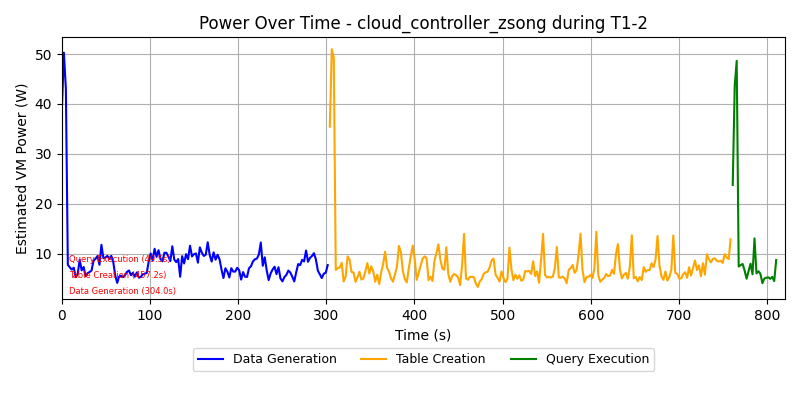 Power Over Time - cloud_controller_zsong during T1-2
Estimated VM Power (W)
50
40
30
20
10
Query Execution
Table Creation
Data Generation (304.0s)
0
100
200
300
400
500
600
700
800
Time (s)
Data Generation
Table Creation
Query Execution